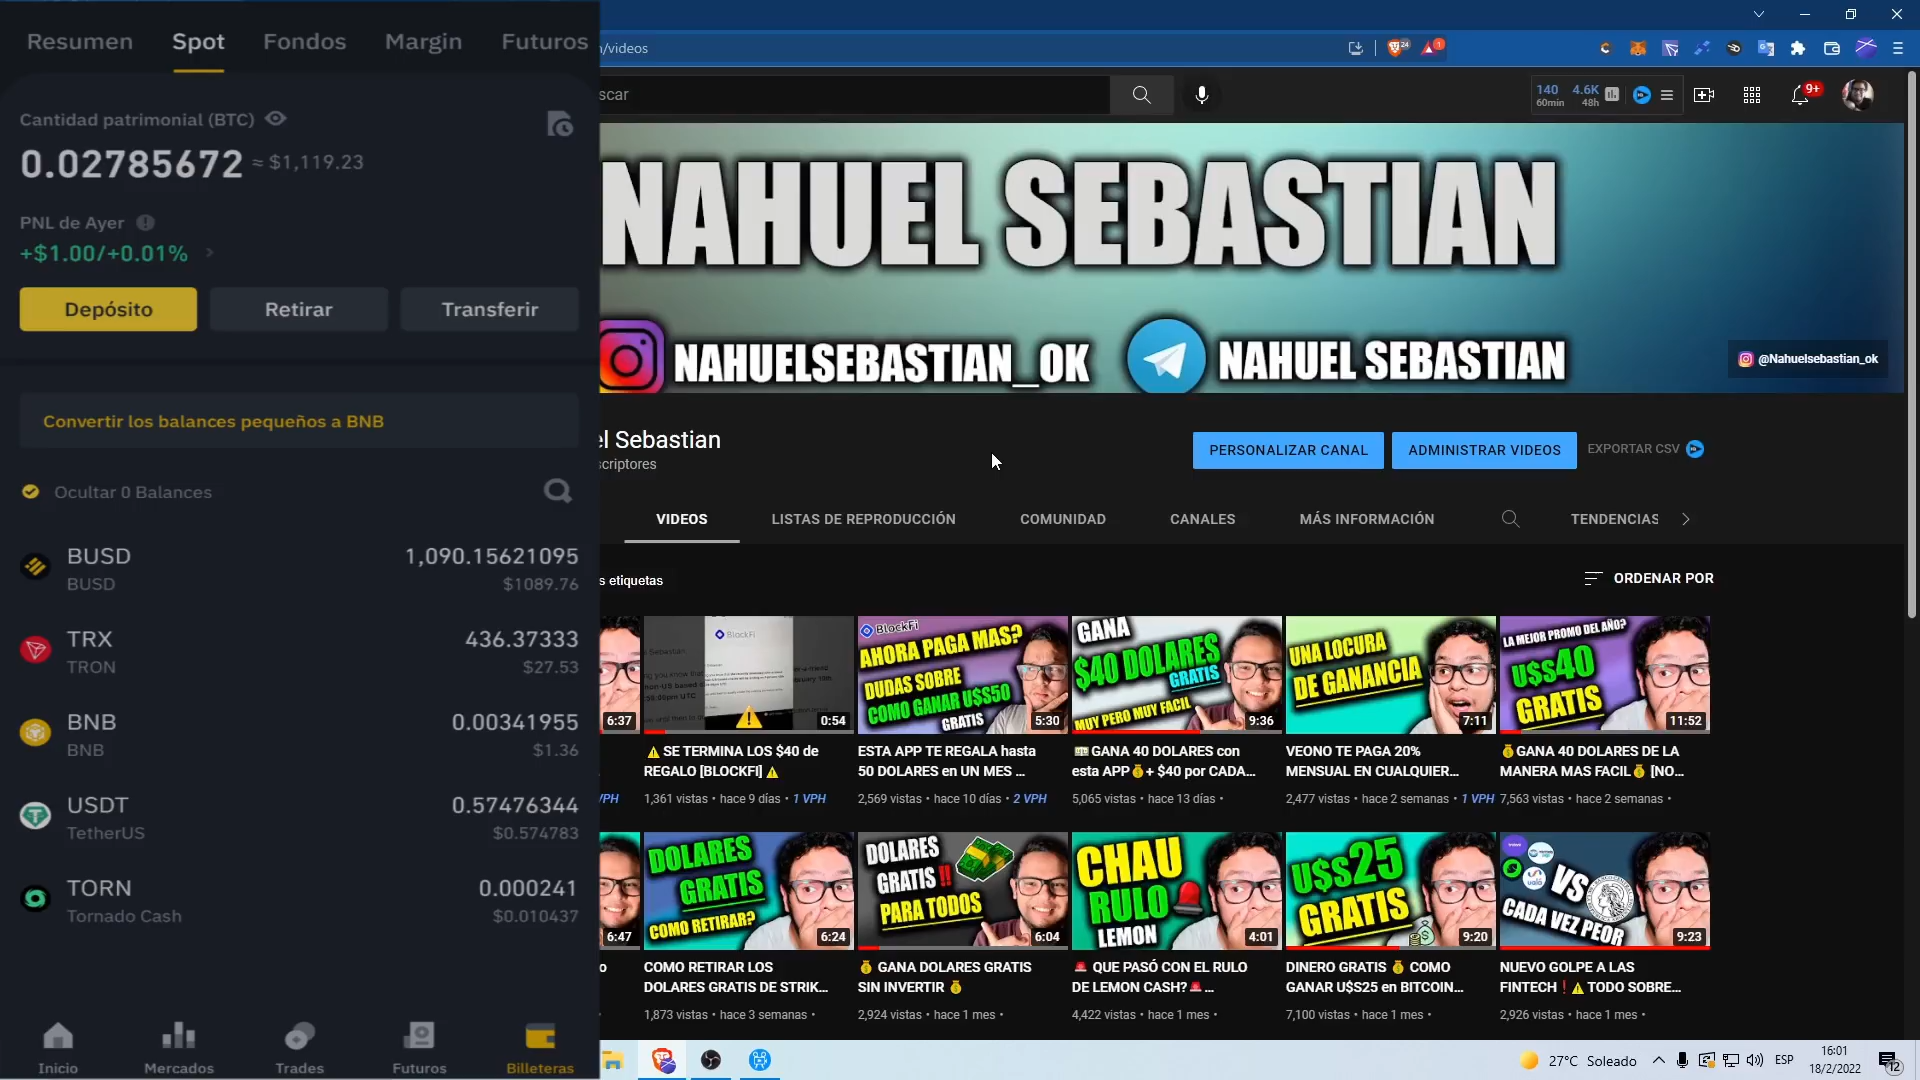 Resumen Spot Fondos Margin Futuros
Cantidad patrimonial (BTC)
0.02785672 ≈ $1,119.23
PNL de Ayer
+$1.00/+0.01%
Depósito Retirar Transferir
Convertir los balances pequeños a BNB
Ocultar 0 Balances
BUSD 1,090.15621095
BUSD $1089.76
TRX 436.37333
TRON $27.53
BNB 0.00341955
BNB $1.36
USDT 0.57476344
TetherUS $0.574783
TORN 0.000241
Tornado Cash $0.010437
Inicio Mercados Trades Futuros Billeteras
/videos
24 1
scar
140 4.6K
60min 48h
9+
NAHUEL SEBASTIAN
NAHUELSEBASTIAN_OK NAHUEL SEBASTIAN
@Nahuelsebastian_ok
el Sebastian
scriptores
PERSONALIZAR CANAL ADMINISTRAR VIDEOS EXPORTAR CSV
VIDEOS LISTAS DE REPRODUCCIÓN COMUNIDAD CANALES MÁS INFORMACIÓN TENDENCIAS
s etiquetas
ORDENAR POR
6:37
BlockFi
0:54
BlockFi
AHORA PAGA MAS?
DUDAS SOBRE
COMO GANAR U$S50
GRATIS
5:30
GANA
$40 DOLARES
GRATIS
MUY PERO MUY FACIL
9:36
UNA LOCURA
DE GANANCIA
7:11
LA MEJOR PROMO DEL AÑO?
U$S40
GRATIS
11:52
⚠️SE TERMINA LOS $40 de
REGALO [BLOCKFI] ⚠️
ESTA APP TE REGALA hasta
50 DOLARES en UN MES ...
💵GANA 40 DOLARES con
esta APP💰+ $40 por CADA...
VEONO TE PAGA 20%
MENSUAL EN CUALQUIER...
💰GANA 40 DOLARES DE LA
MANERA MAS FACIL💰 [NO...
VPH
1,361 vistas • hace 9 días • 1 VPH
2,569 vistas • hace 10 días • 2 VPH
5,065 vistas • hace 13 días •
2,477 vistas • hace 2 semanas • 1 VPH
7,563 vistas • hace 2 semanas •
6:47
DOLARES
GRATIS
COMO RETIRAR?
6:24
DOLARES
GRATIS‼️
PARA TODOS
6:04
CHAU
RULO
LEMON
4:01
U$S25
GRATIS
9:20
ualá
VS
CADA VEZ PEOR
9:23
o
COMO RETIRAR LOS
DOLARES GRATIS DE STRIK...
💰 GANA DOLARES GRATIS
SIN INVERTIR 💰
🚨 QUE PASÓ CON EL RULO
DE LEMON CASH?🚨...
DINERO GRATIS 💰 COMO
GANAR U$S25 en BITCOIN...
NUEVO GOLPE A LAS
FINTECH❗⚠️ TODO SOBRE...
1,873 vistas • hace 3 semanas •
2,924 vistas • hace 1 mes •
4,422 vistas • hace 1 mes •
7,100 vistas • hace 1 mes •
2,926 vistas • hace 1 mes •
27°C Soleado
ESP
16:01
18/2/2022
12